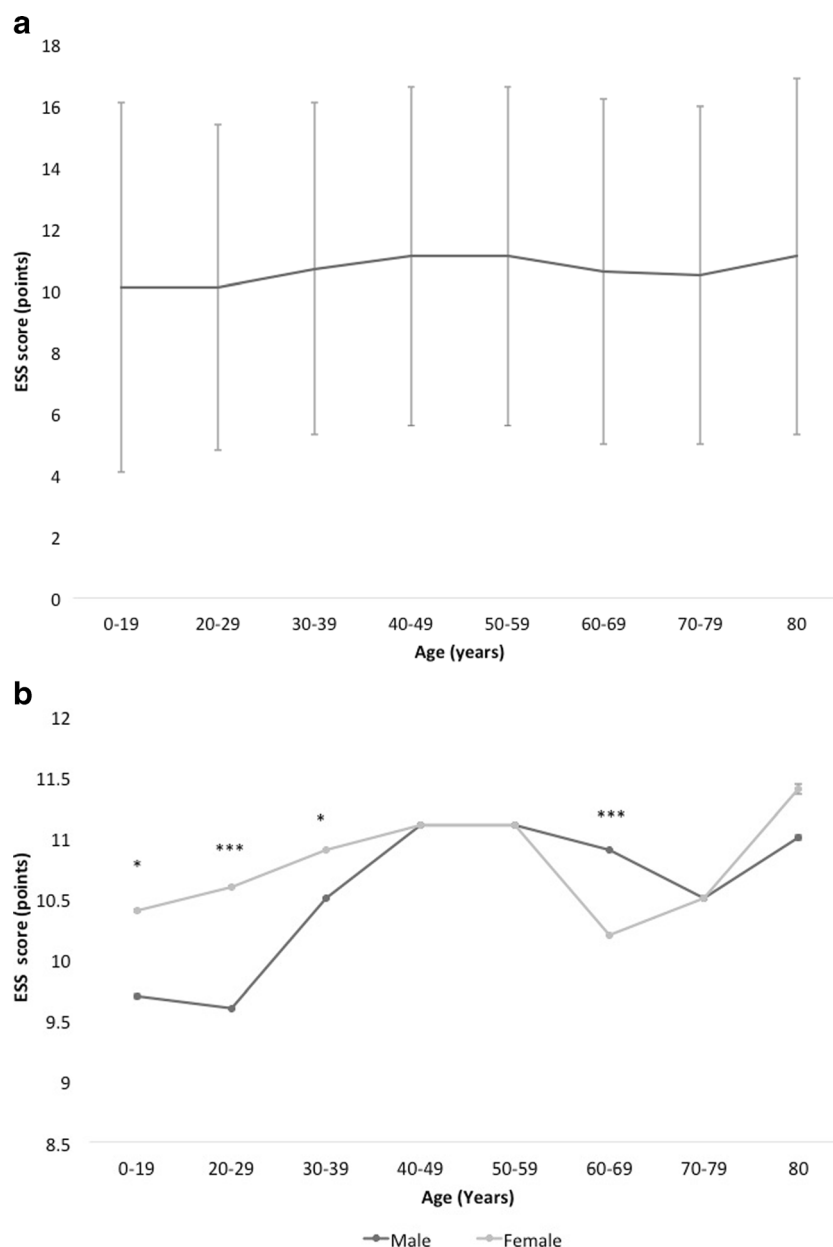 a
18
16
14
12
10
8
6
4
2
0
ESS score (points)
0-19 20-29 30-39 40-49 50-59 60-69 70-79 80
Age (years)
b
12
11.5
11
10.5
10
9.5
9
8.5
ESS score (points)
* *** * ***
0-19 20-29 30-39 40-49 50-59 60-69 70-79 80
Age (Years)
Male Female